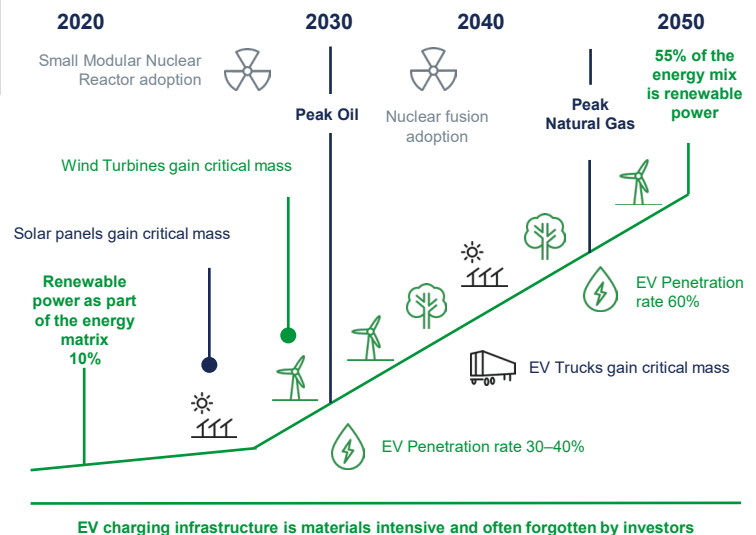 2020
2030
2040
2050
Small Modular Nuclear
Reactor adoption
Peak Oil
Nuclear fusion
adoption
Peak
Natural Gas
55% of the
energy mix
is renewable
power
Wind Turbines gain critical mass
Solar panels gain critical mass
Renewable
power as part
of the energy
matrix
10%
EV Penetration
rate 60%
EV Trucks gain critical mass
EV Penetration rate 30–40%
EV charging infrastructure is materials intensive and often forgotten by investors